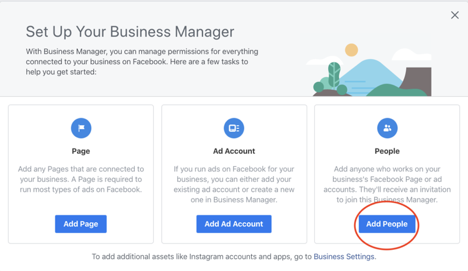 Set Up Your Business Manager
With Business Manager, you can manage permissions for everything
connected to your business on Facebook. Here are a few tasks to
help you get started:
Page
Add any Pages that are connected to
your business. A Page is required to
run most types of ads on Facebook.
Add Page
Ad Account
If you run ads on Facebook for your
business, you can either add your
existing ad account or create a new
one in Business Manager.
Add Ad Account
People
Add anyone who works on your
business's Facebook Page or ad
accounts. They'll receive an invitation
to join this Business Manager.
Add People
To add additional assets like Instagram accounts and apps, go to Business Settings.